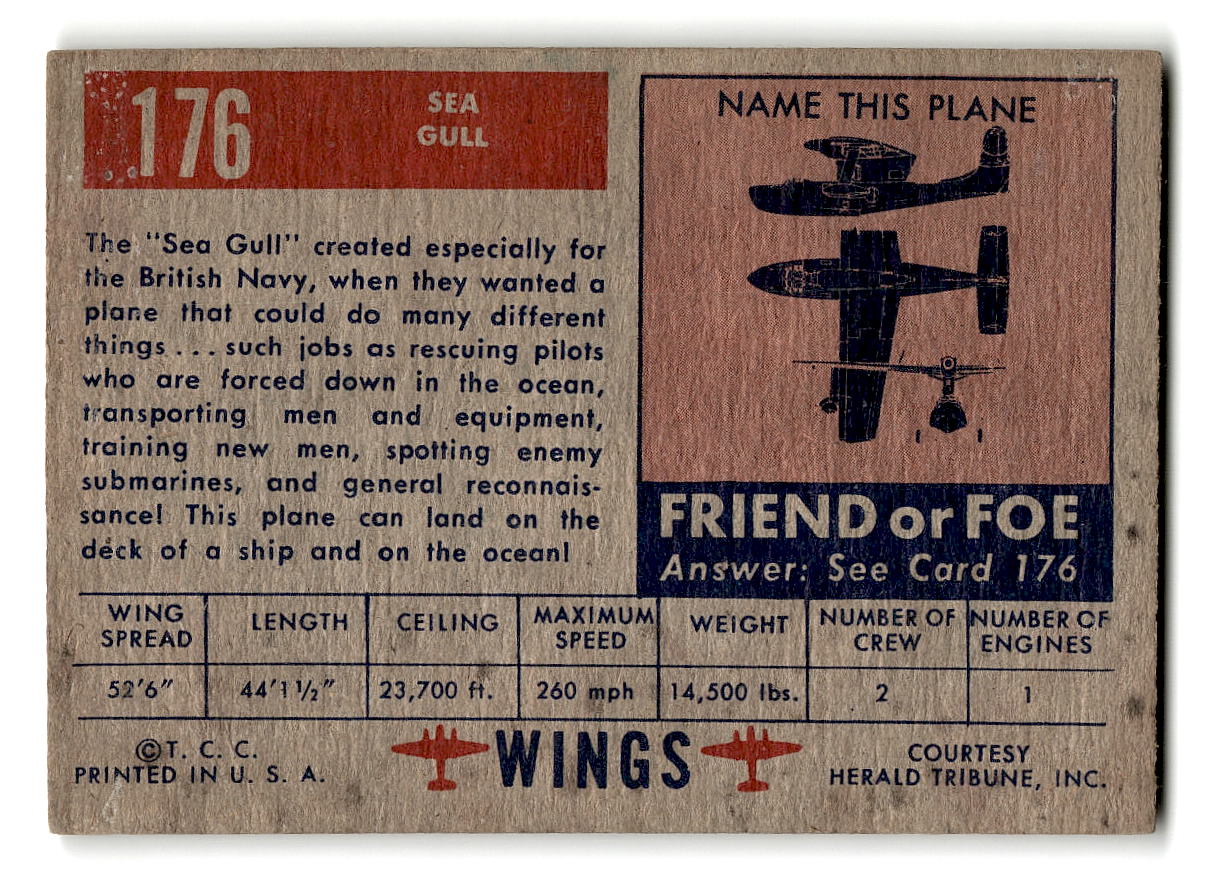 176
SEA
GULL
The "Sea Gull" created especially for
the British Navy, when they wanted a
plane that could do many different
things . . . such jobs as rescuing pilots
who are forced down in the ocean,
transporting men and equipment,
training new men, spotting enemy
submarines, and general reconnais-
sance! This plane can land on the
deck of a ship and on the ocean!
NAME THIS PLANE
FRIEND or FOE
Answer: See Card 176
WING SPREAD LENGTH CEILING MAXIMUM SPEED WEIGHT NUMBER OF CREW NUMBER OF ENGINES
52'6" 44'1 1/2" 23,700 ft. 260 mph 14,500 lbs. 2 1
©T. C. C.
PRINTED IN U. S. A.
WINGS
COURTESY
HERALD TRIBUNE, INC.